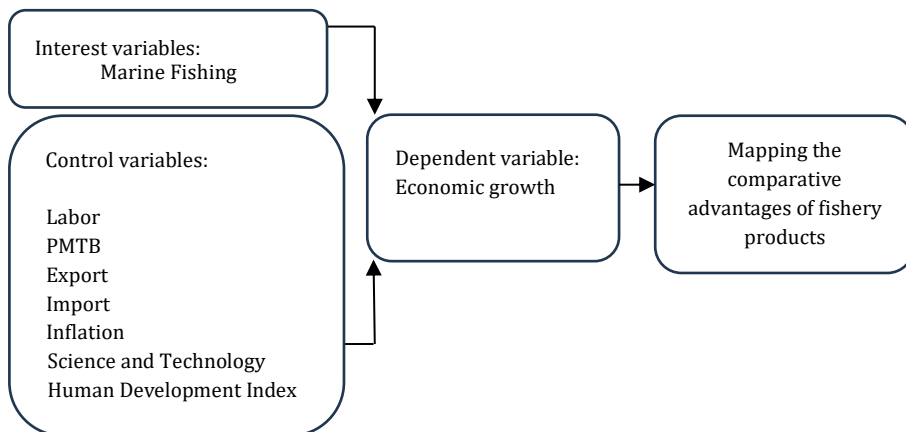 Interest variables:
Marine Fishing
Control variables:
Labor
PMTB
Export
Import
Inflation
Science and Technology
Human Development Index
Dependent variable:
Economic growth
Mapping the
comparative
advantages of fishery
products